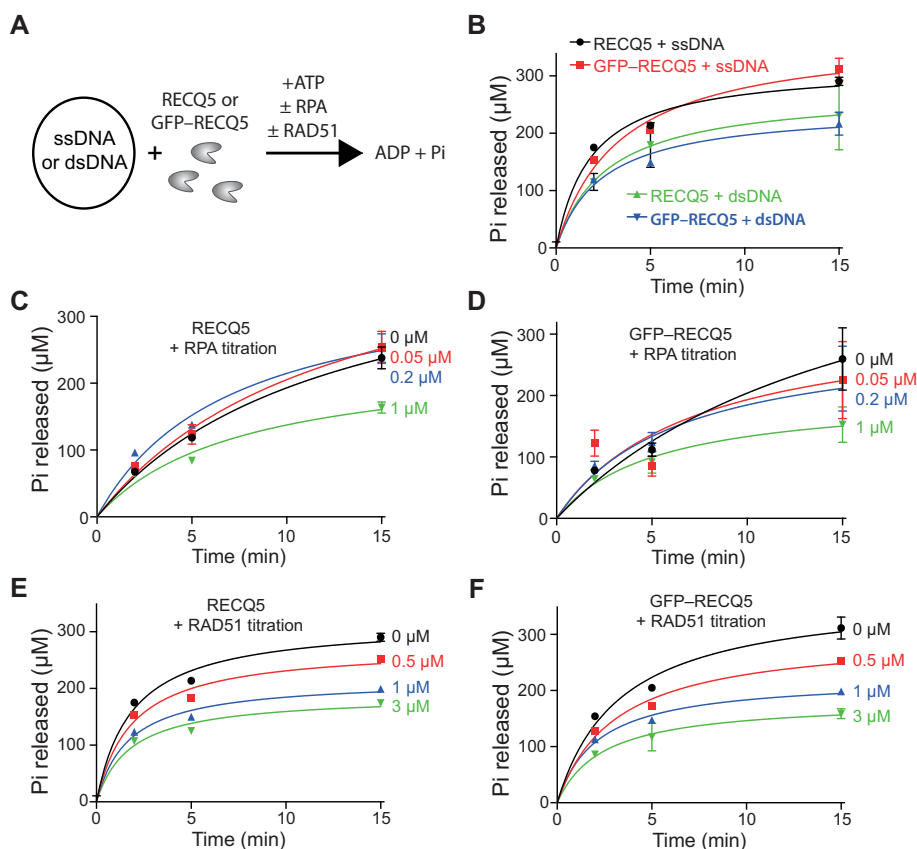 A
ssDNA
or dsDNA
+
RECQ5 or
GFP–RECQ5
+ATP
± RPA
± RAD51
ADP + Pi
B
Pi released (µM)
300
200
100
0
0
5
10
15
Time (min)
RECQ5 + ssDNA
GFP–RECQ5 + ssDNA
RECQ5 + dsDNA
GFP–RECQ5 + dsDNA
C
RECQ5
+ RPA titration
Pi released (µM)
300
200
100
0
0
5
10
15
Time (min)
0 µM
0.05 µM
0.2 µM
1 µM
D
GFP–RECQ5
+ RPA titration
Pi released (µM)
300
200
100
0
0
5
10
15
Time (min)
0 µM
0.05 µM
0.2 µM
1 µM
E
RECQ5
+ RAD51 titration
Pi released (µM)
300
200
100
0
0
5
10
15
Time (min)
0 µM
0.5 µM
1 µM
3 µM
F
GFP–RECQ5
+ RAD51 titration
Pi released (µM)
300
200
100
0
0
5
10
15
Time (min)
0 µM
0.5 µM
1 µM
3 µM